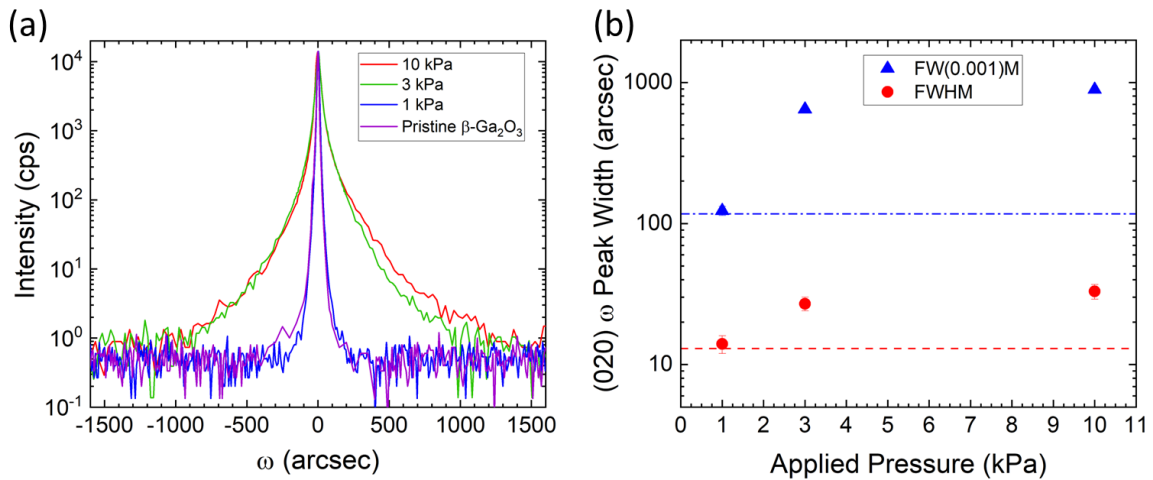 (a)
10 kPa
3 kPa
1 kPa
Pristine β-Ga₂O₃
Intensity (cps)
10⁴
10³
10²
10¹
10⁰
10⁻¹
-1500 -1000 -500 0 500 1000 1500
ω (arcsec)
(b)
FW(0.001)M
FWHM
(020) ω Peak Width (arcsec)
1000
100
10
0 1 2 3 4 5 6 7 8 9 10 11
Applied Pressure (kPa)